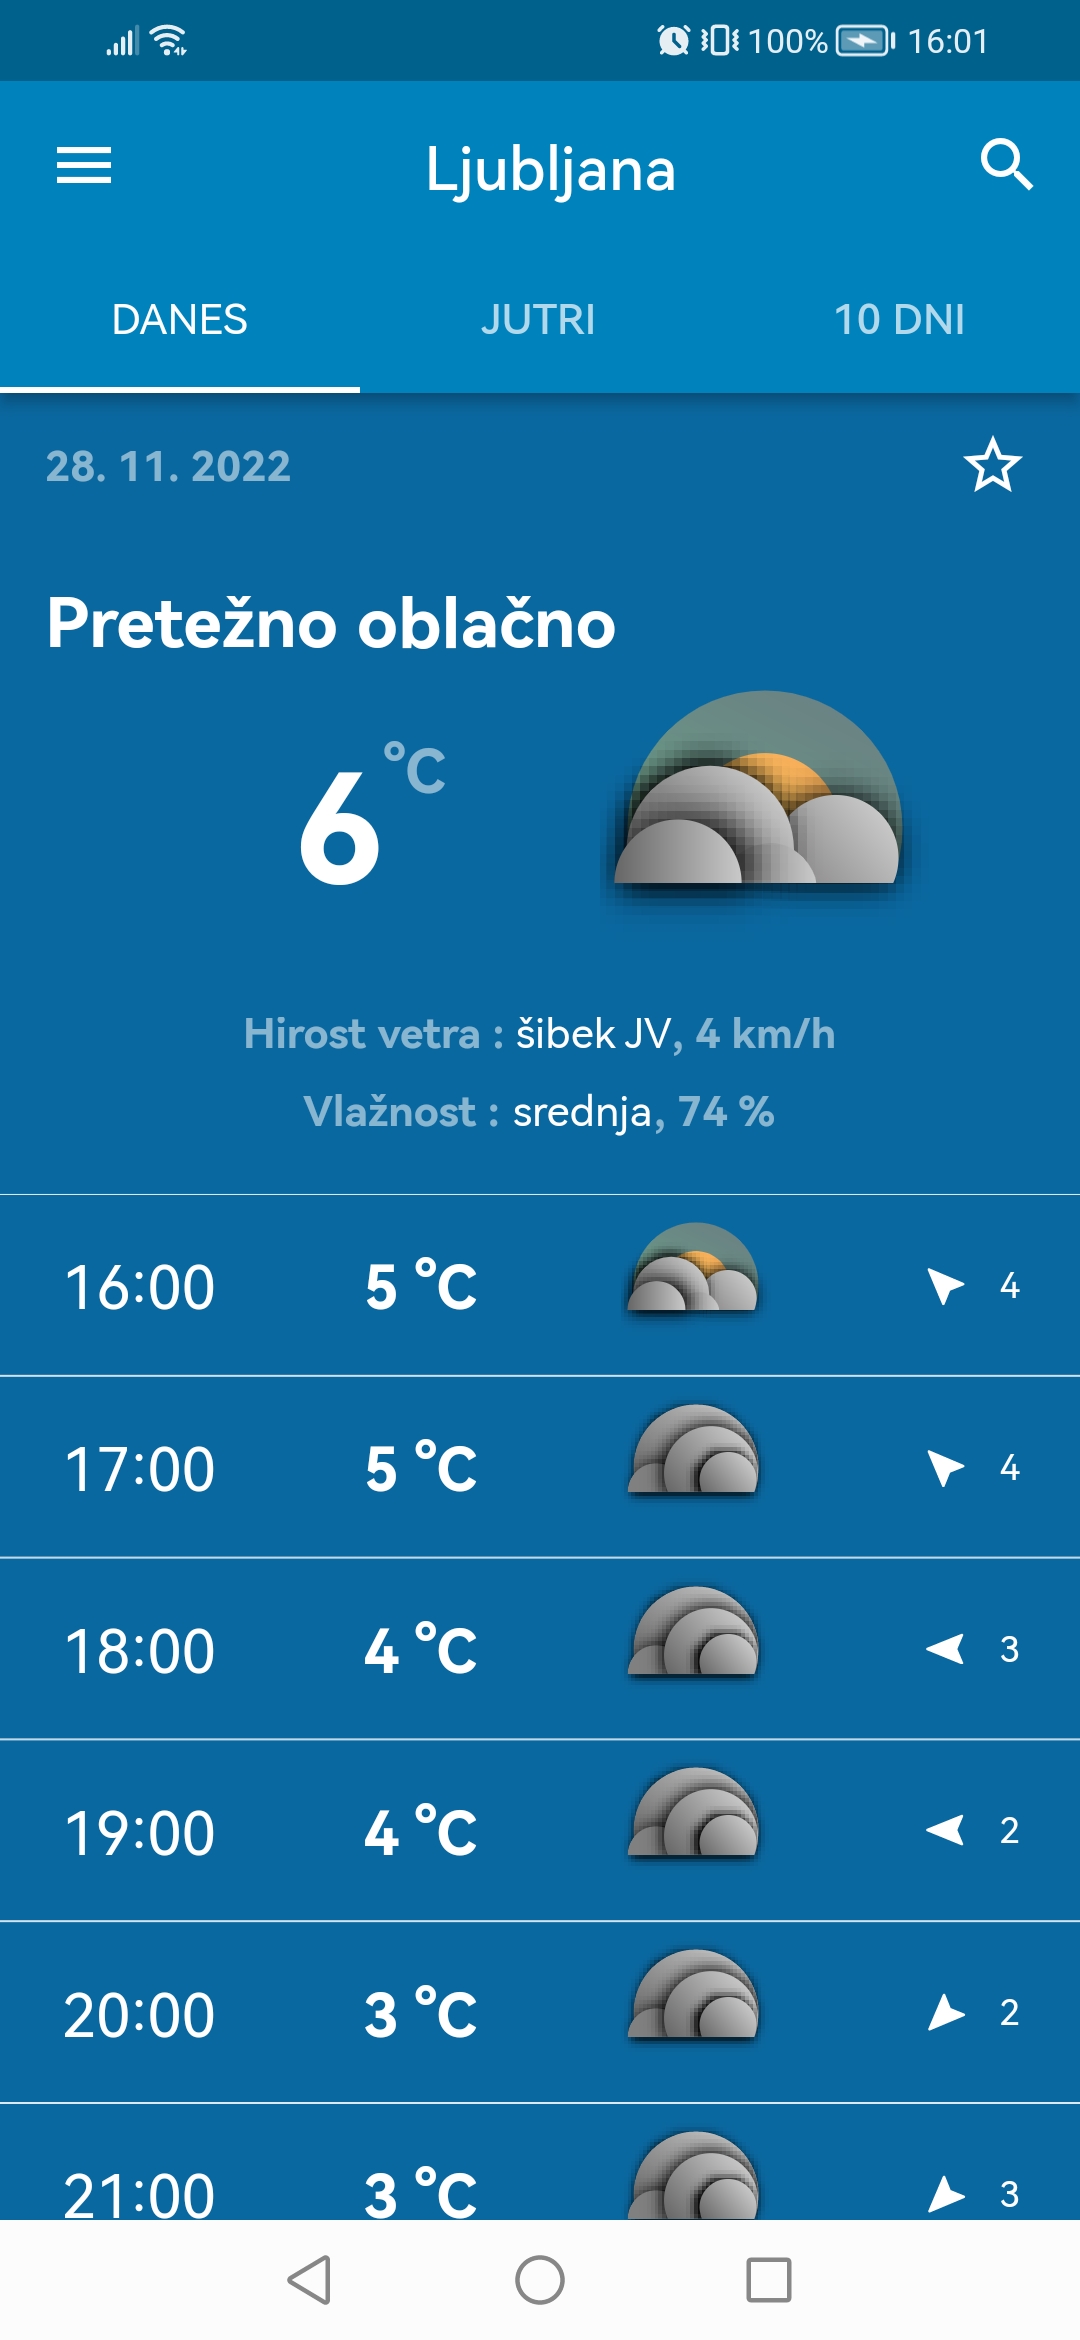 100% 16:01
Ljubljana
DANES JUTRI 10 DNI
28. 11. 2022
Pretežno oblačno
6 °C
Hirost vetra : šibek JV, 4 km/h
Vlažnost : srednja, 74 %
16:00 5 °C 4
17:00 5 °C 4
18:00 4 °C 3
19:00 4 °C 2
20:00 3 °C 2
21:00 3 °C 3